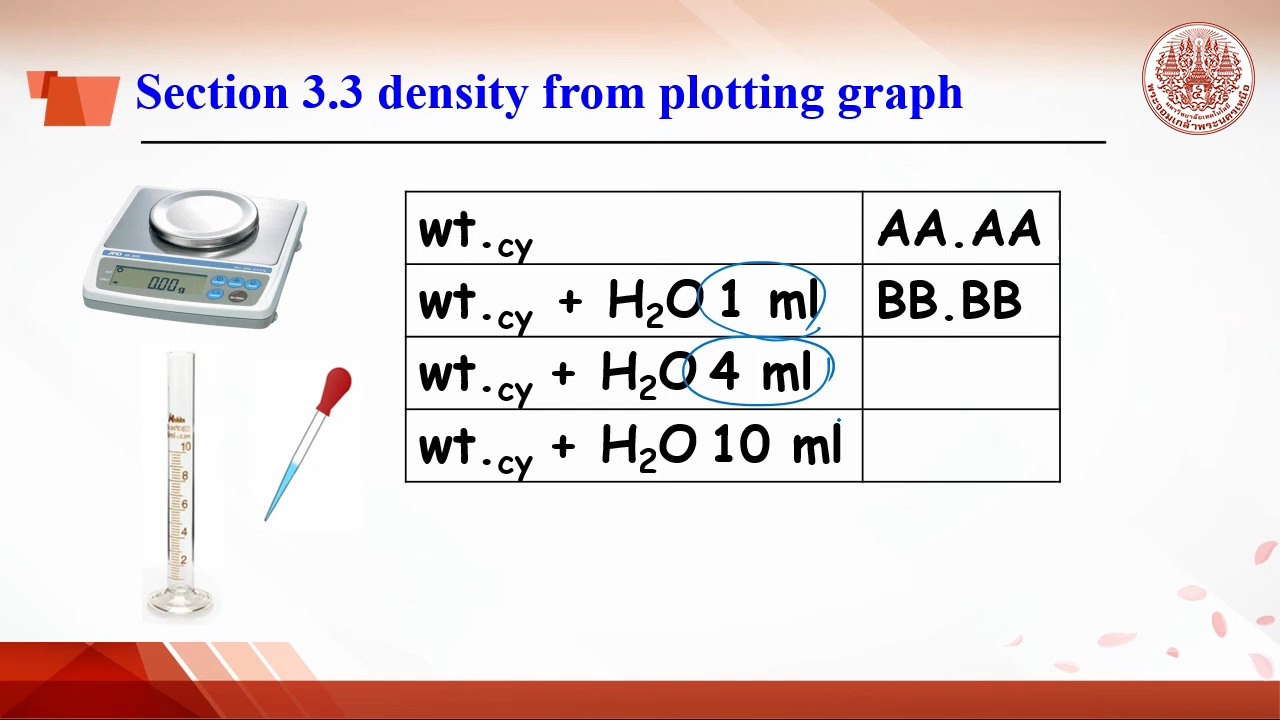 Section 3.3 density from plotting graph
wt.cy AA.AA
wt.cy + H2O 1 ml BB.BB
wt.cy + H2O 4 ml
wt.cy + H2O 10 ml
0.00 g
AND
10
8
6
4
2